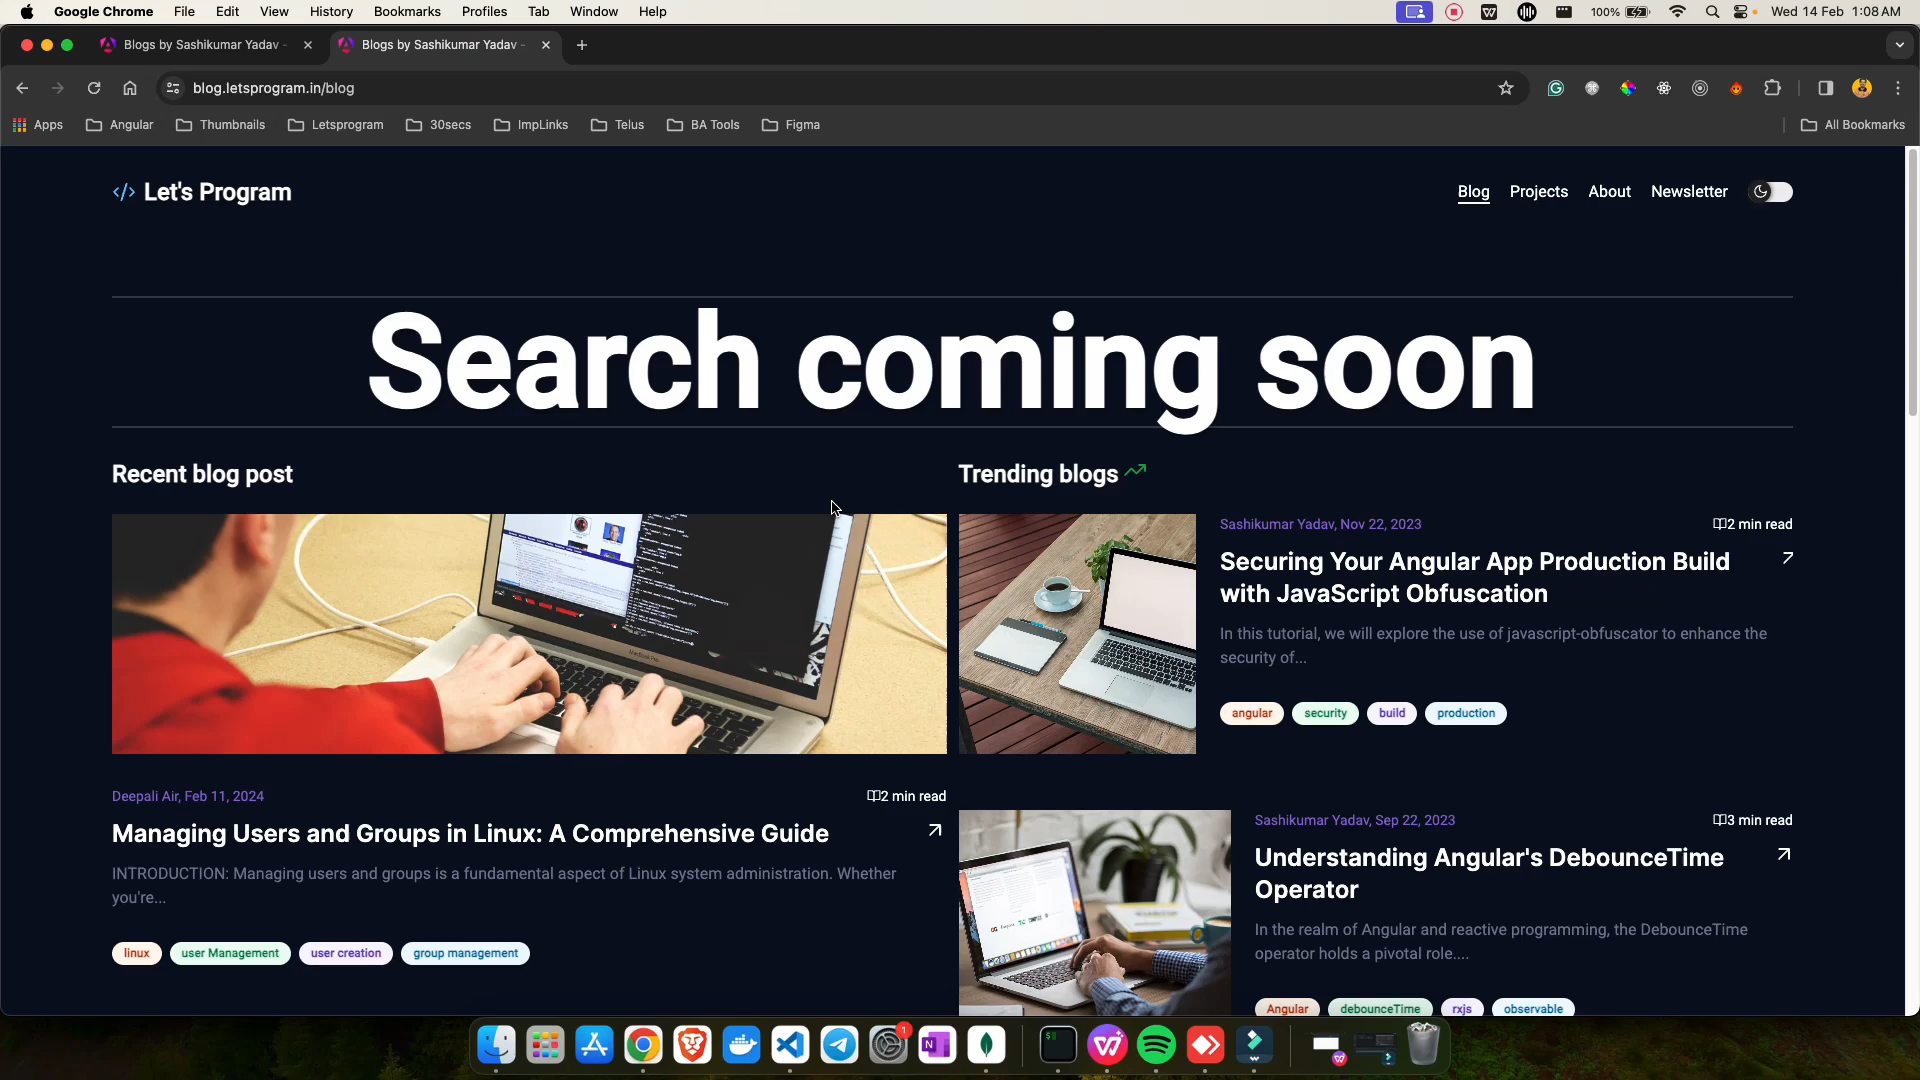 Google Chrome File Edit View History Bookmarks Profiles Tab Window Help 100% Wed 14 Feb 1:08 AM
Blogs by Sashikumar Yadav - Blogs by Sashikumar Yadav -
blog.letsprogram.in/blog
Apps Angular Thumbnails Letsprogram 30secs ImpLinks Telus BA Tools Figma All Bookmarks
</> Let's Program
Blog Projects About Newsletter
Search coming soon
Recent blog post
Deepali Air, Feb 11, 2024
2 min read
Managing Users and Groups in Linux: A Comprehensive Guide
INTRODUCTION: Managing users and groups is a fundamental aspect of Linux system administration. Whether
you're...
linux user Management user creation group management
Trending blogs
Sashikumar Yadav, Nov 22, 2023
2 min read
Securing Your Angular App Production Build
with JavaScript Obfuscation
In this tutorial, we will explore the use of javascript-obfuscator to enhance the
security of...
angular security build production
Sashikumar Yadav, Sep 22, 2023
3 min read
Understanding Angular's DebounceTime
Operator
In the realm of Angular and reactive programming, the DebounceTime
operator holds a pivotal role....
Angular debounceTime rxjs observable
1